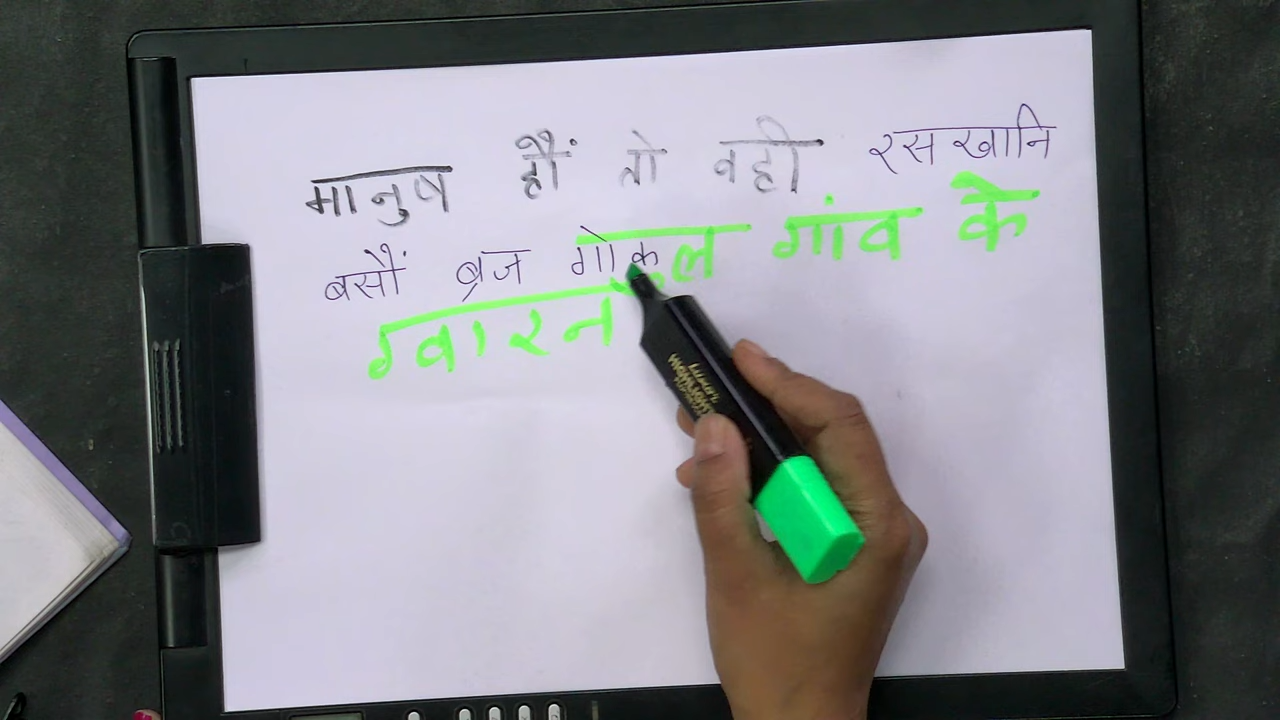 मानुष हौं तो वही रसखानि
बसौं ब्रज गोकुल गांव के
ग्वारन